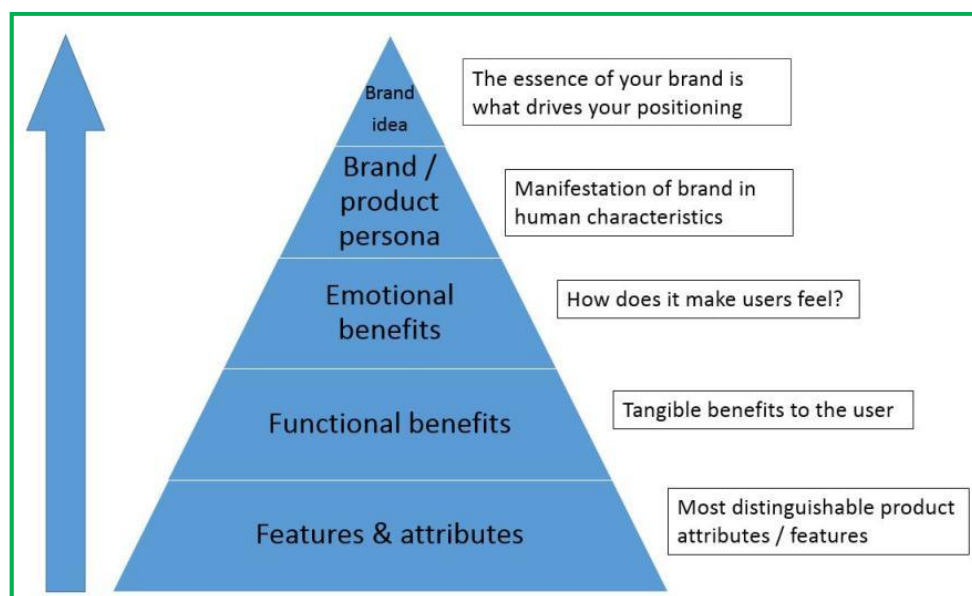 Brand
idea
The essence of your brand is
what drives your positioning
Brand /
product
persona
Manifestation of brand in
human characteristics
Emotional
benefits
How does it make users feel?
Functional benefits
Tangible benefits to the user
Features & attributes
Most distinguishable product
attributes / features